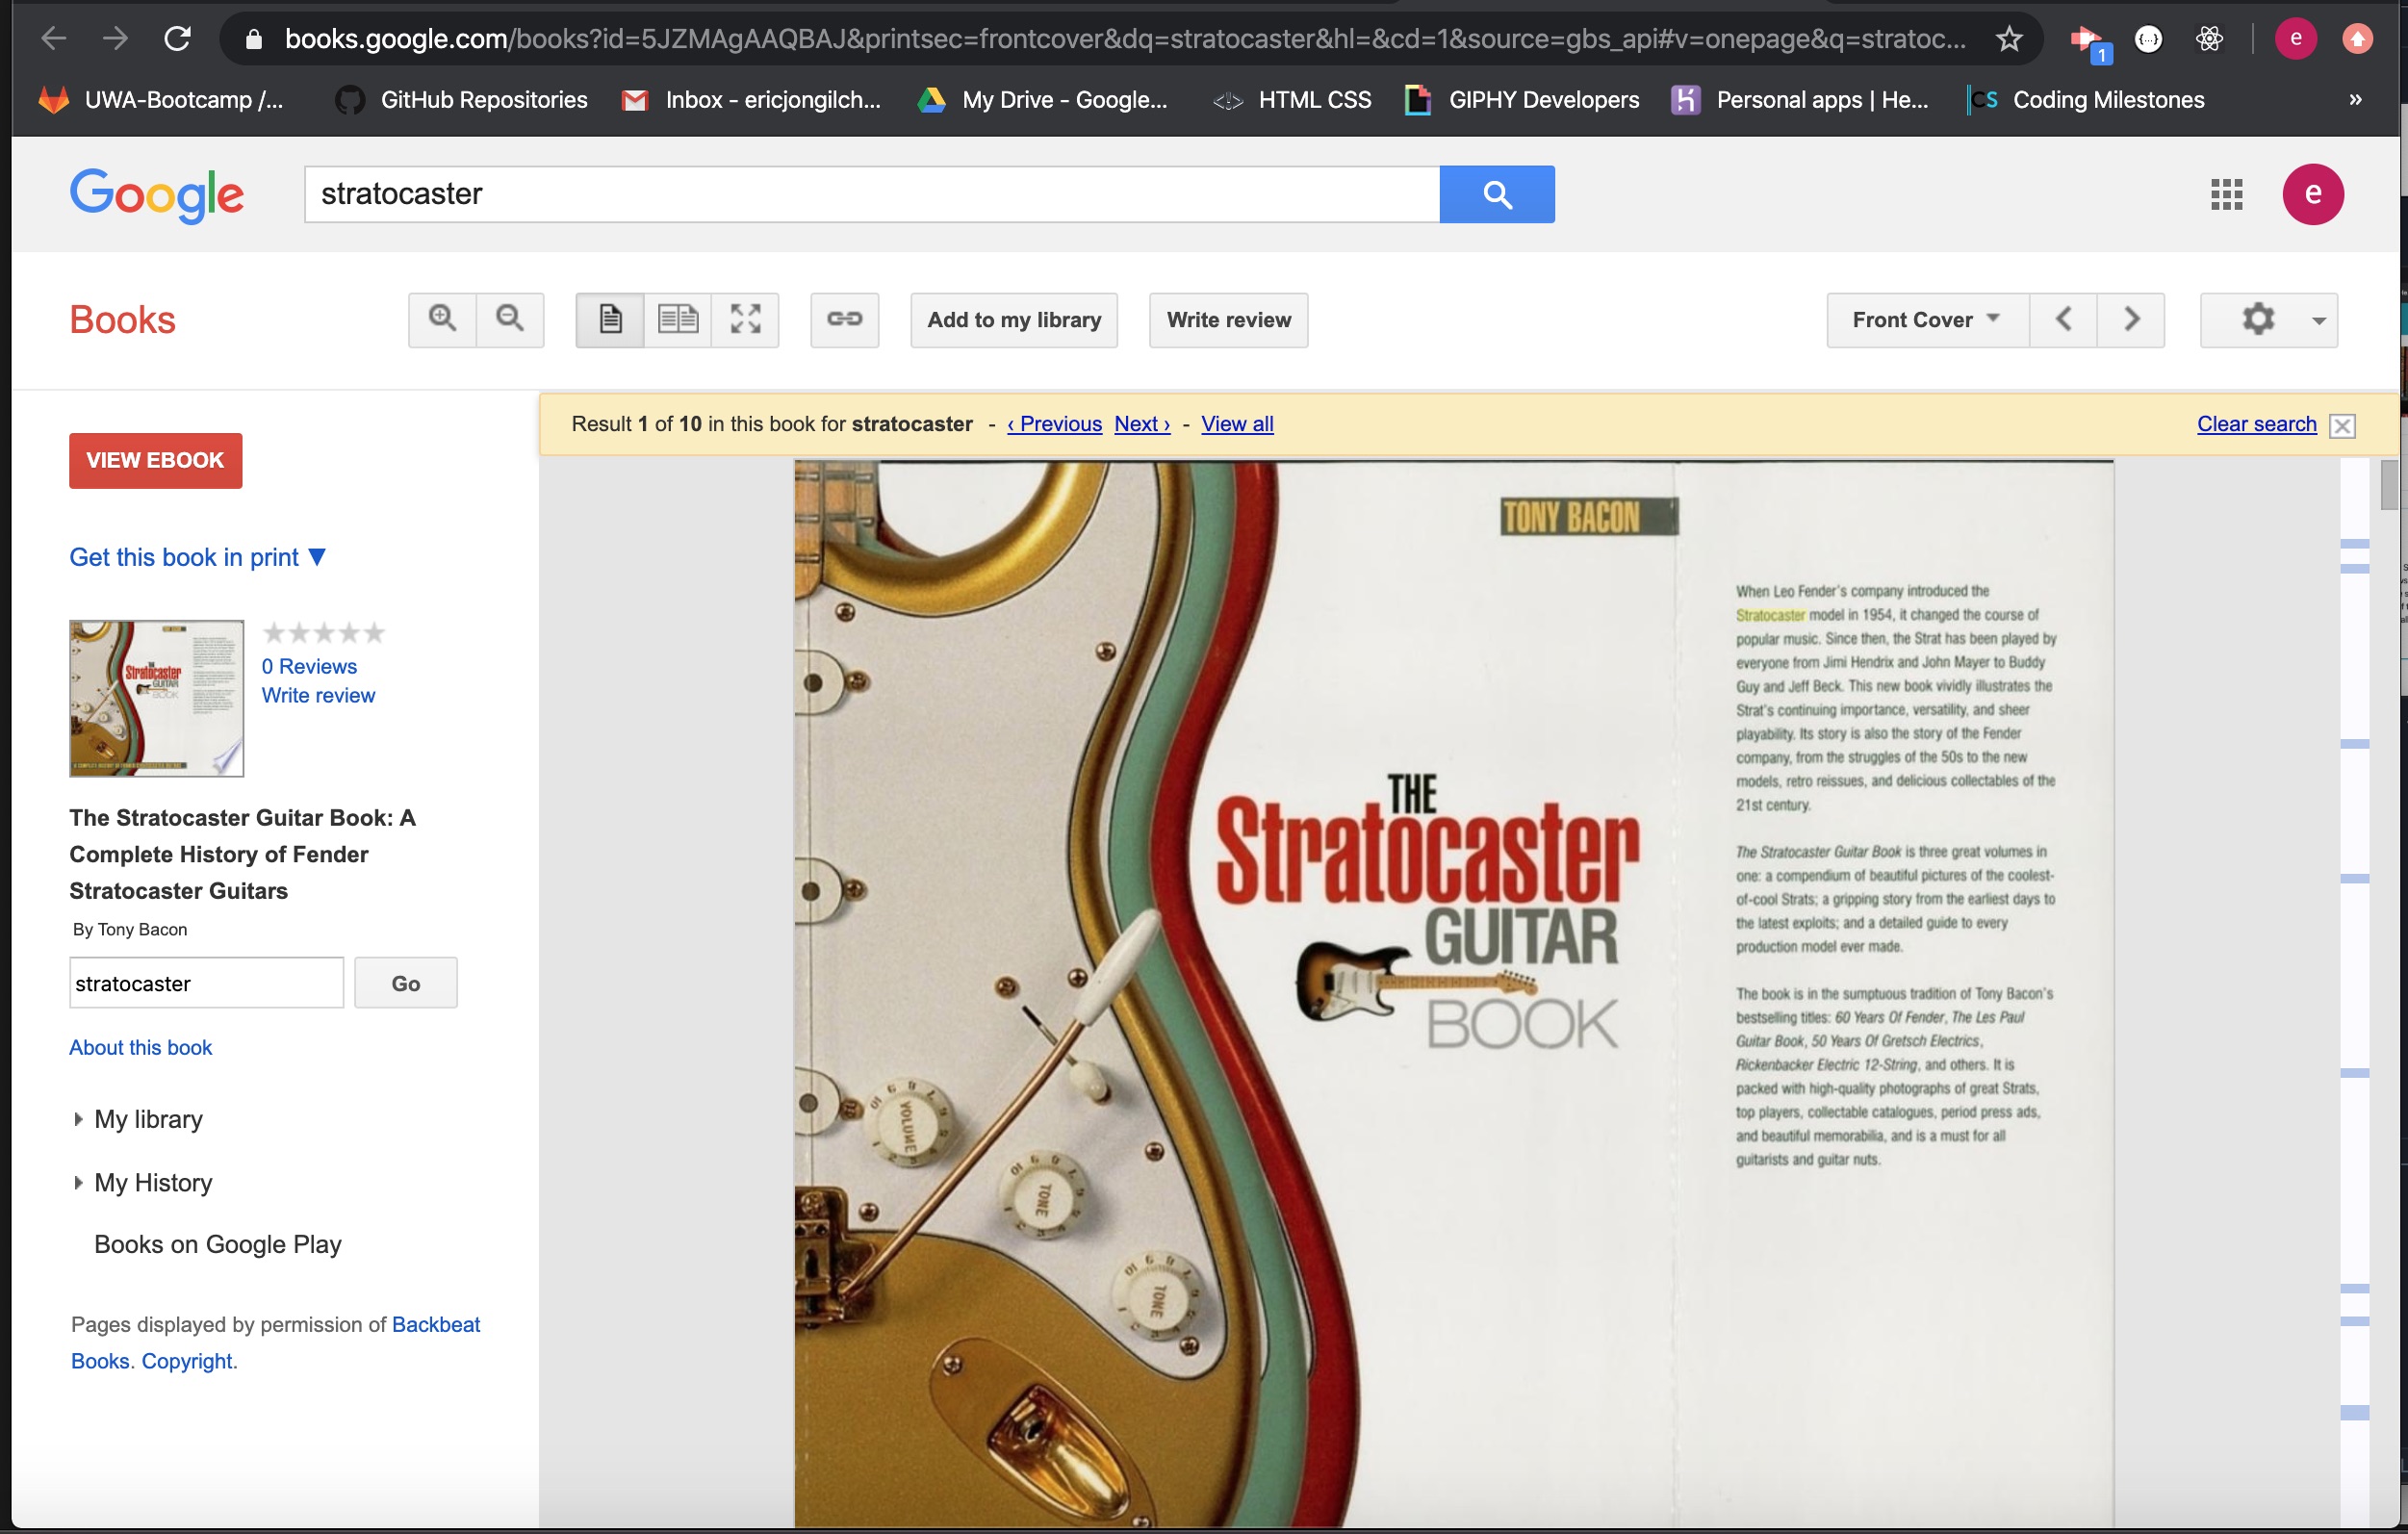 books.google.com/books?id=5JZMAgAAQBAJ&printsec=frontcover&dq=stratocaster&hl=&cd=1&source=gbs_api#v=onepage&q=stratoc...
1
{...}
e
UWA-Bootcamp /...
GitHub Repositories
Inbox - ericjongilch...
My Drive - Google...
HTML CSS
GIPHY Developers
Personal apps | He...
CS Coding Milestones
»
Google
stratocaster
e
Books
Add to my library
Write review
Front Cover
Result 1 of 10 in this book for stratocaster - ‹ Previous Next › - View all
Clear search
VIEW EBOOK
Get this book in print ▼
0 Reviews
Write review
The Stratocaster Guitar Book: A
Complete History of Fender
Stratocaster Guitars
By Tony Bacon
stratocaster
Go
About this book
My library
My History
Books on Google Play
Pages displayed by permission of Backbeat
Books. Copyright.
TONY BACON
THE
Stratocaster
GUITAR
BOOK
VOLUME
TONE
TONE
When Leo Fender's company introduced the
Stratocaster model in 1954, it changed the course of
popular music. Since then, the Strat has been played by
everyone from Jimi Hendrix and John Mayer to Buddy
Guy and Jeff Beck. This new book vividly illustrates the
Strat's continuing importance, versatility, and sheer
playability. Its story is also the story of the Fender
company, from the struggles of the 50s to the new
models, retro reissues, and delicious collectables of the
21st century.
The Stratocaster Guitar Book is three great volumes in
one: a compendium of beautiful pictures of the coolest-
of-cool Strats; a gripping story from the earliest days to
the latest exploits; and a detailed guide to every
production model ever made.
The book is in the sumptuous tradition of Tony Bacon's
bestselling titles: 60 Years Of Fender, The Les Paul
Guitar Book, 50 Years Of Gretsch Electrics,
Rickenbacker Electric 12-String, and others. It is
packed with high-quality photographs of great Strats,
top players, collectable catalogues, period press ads,
and beautiful memorabilia, and is a must for all
guitarists and guitar nuts.